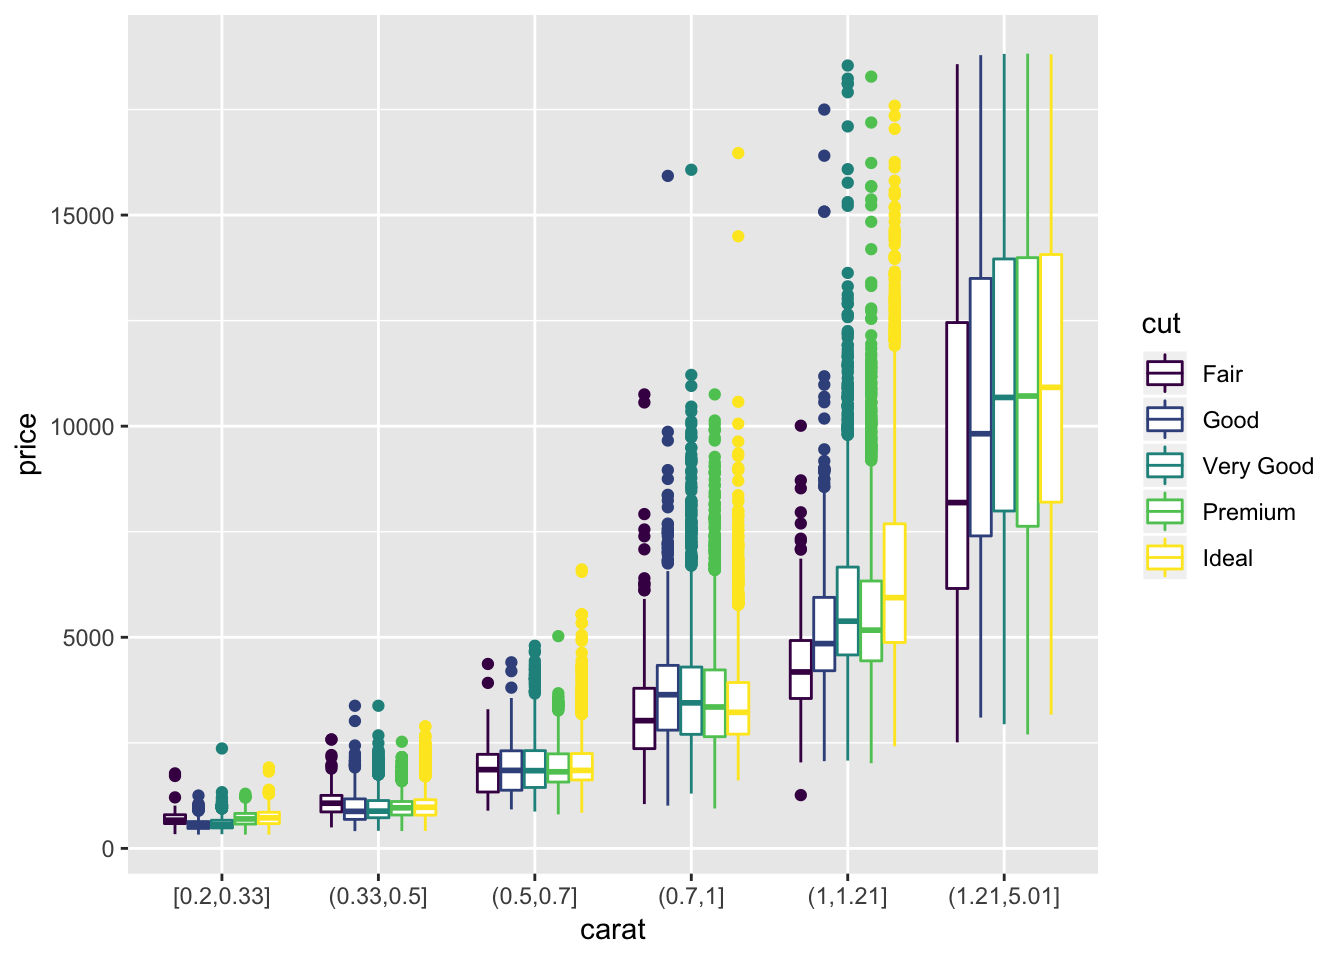 price
15000
10000
5000
0
[0.2,0.33] (0.33,0.5] (0.5,0.7] (0.7,1] (1,1.21] (1.21,5.01]
carat
cut
Fair
Good
Very Good
Premium
Ideal